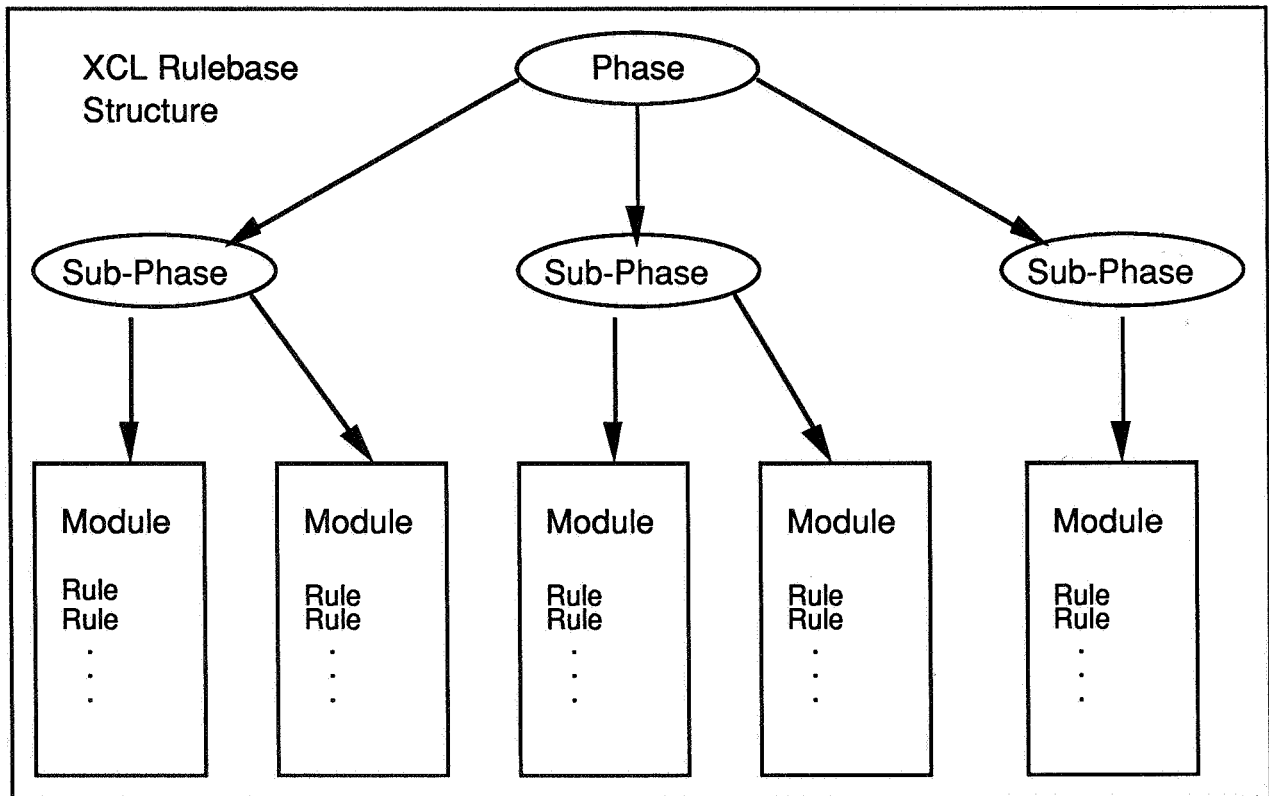 XCL Rulebase
Structure
Phase
Sub-Phase
Sub-Phase
Sub-Phase
Module
Rule
Rule
.
.
.
Module
Rule
Rule
.
.
.
Module
Rule
Rule
.
.
.
Module
Rule
Rule
.
.
.
Module
Rule
Rule
.
.
.